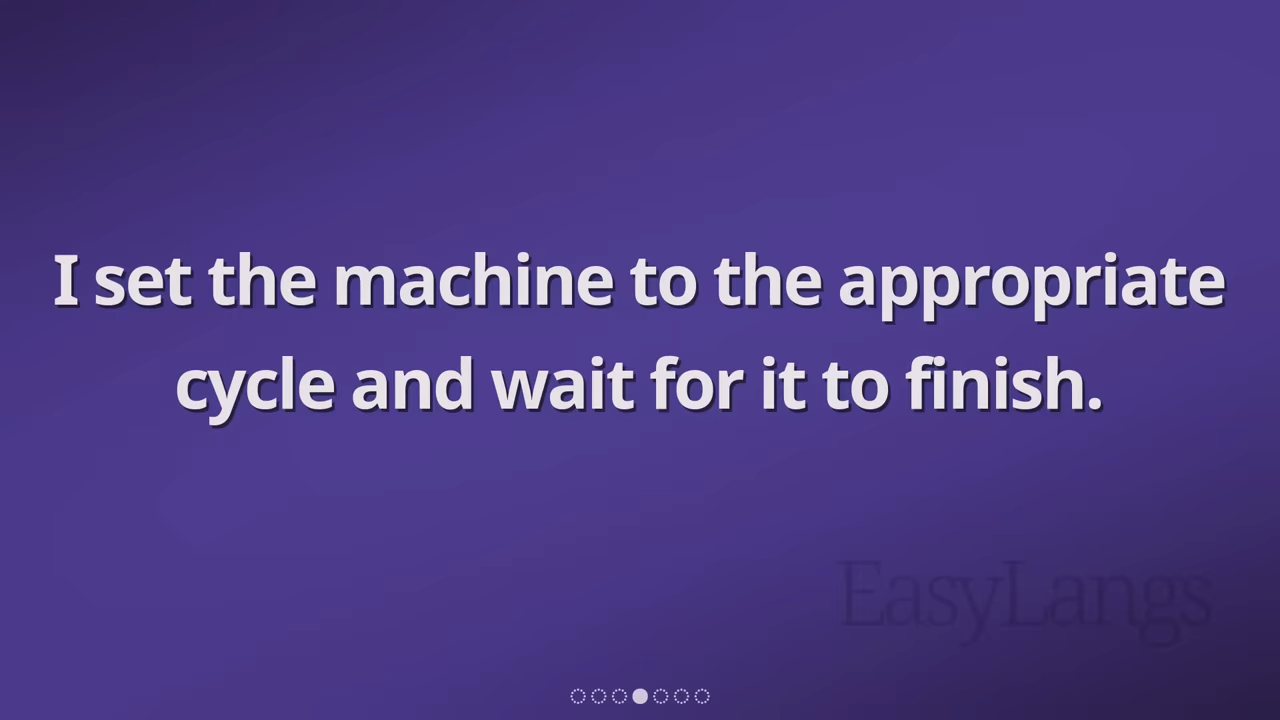 I set the machine to the appropriate
cycle and wait for it to finish.
EasyLangs